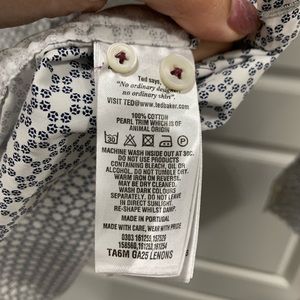 Ted says,
"No ordinary designer,
no ordinary skin".
VISIT TED@WWW.TEDBAKER.COM
100% COTTON
PEARL TRIM WHICH IS OF
ANIMAL ORIGIN
30
MACHINE WASH INSIDE OUT AT 30C.
DO NOT USE PRODUCTS
CONTAINING BLEACH, OIL OR
ALCOHOL. DO NOT TUMBLE DRY.
WARM IRON ON REVERSE.
MAY BE DRY CLEANED.
WASH DARK COLOURS
SEPARATELY. DO NOT LEAVE
IN DIRECT SUNLIGHT.
RE-SHAPE WHILST DAMP.
MADE IN PORTUGAL
MADE WITH CARE, WEAR WITH PRIDE
TA6M GA25 LENONS